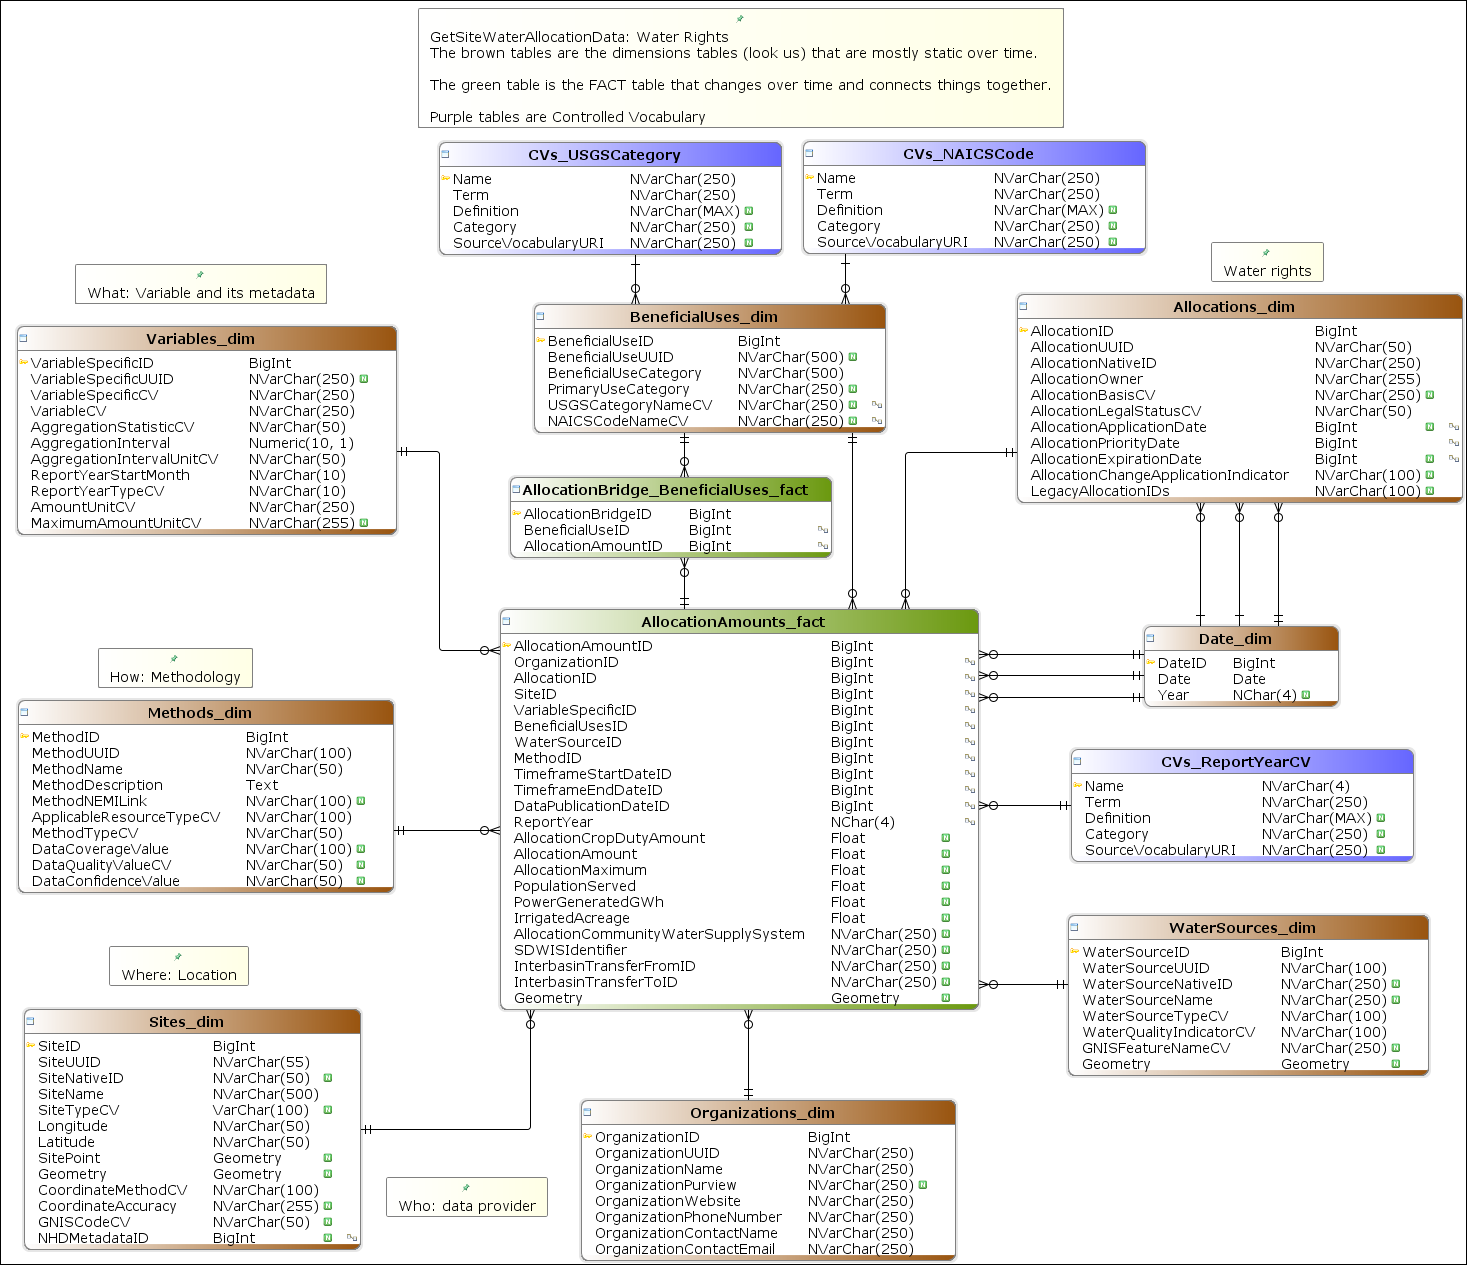 GetSiteWaterAllocationData: Water Rights
The brown tables are the dimensions tables (look us) that are mostly static over time.
The green table is the FACT table that changes over time and connects things together.
Purple tables are Controlled Vocabulary
CVs_USGSCategory
Name NVarChar(250)
Term NVarChar(250)
Definition NVarChar(MAX) N
Category NVarChar(250) N
SourceVocabularyURI NVarChar(250) N
CVs_NAICSCode
Name NVarChar(250)
Term NVarChar(250)
Definition NVarChar(MAX) N
Category NVarChar(250) N
SourceVocabularyURI NVarChar(250) N
What: Variable and its metadata
Variables_dim
VariableSpecificID BigInt
VariableSpecificUUID NVarChar(250) N
VariableSpecificCV NVarChar(250)
VariableCV NVarChar(250)
AggregationStatisticCV NVarChar(50)
AggregationInterval Numeric(10, 1)
AggregationIntervalUnitCV NVarChar(50)
ReportYearStartMonth NVarChar(10)
ReportYearTypeCV NVarChar(10)
AmountUnitCV NVarChar(250)
MaximumAmountUnitCV NVarChar(255) N
BeneficialUses_dim
BeneficialUseID BigInt
BeneficialUseUUID NVarChar(500) N
BeneficialUseCategory NVarChar(500)
PrimaryUseCategory NVarChar(250) N
USGSCategoryNameCV NVarChar(250) N
NAICSCodeNameCV NVarChar(250) N
Water rights
Allocations_dim
AllocationID BigInt
AllocationUUID NVarChar(50)
AllocationNativeID NVarChar(250)
AllocationOwner NVarChar(255)
AllocationBasisCV NVarChar(250) N
AllocationLegalStatusCV NVarChar(50)
AllocationApplicationDate BigInt N
AllocationPriorityDate BigInt
AllocationExpirationDate BigInt N
AllocationChangeApplicationIndicator NVarChar(100) N
LegacyAllocationIDs NVarChar(100) N
AllocationBridge_BeneficialUses_fact
AllocationBridgeID BigInt
BeneficialUseID BigInt
AllocationAmountID BigInt
AllocationAmounts_fact
AllocationAmountID BigInt
OrganizationID BigInt
AllocationID BigInt
SiteID BigInt
VariableSpecificID BigInt
BeneficialUsesID BigInt
WaterSourceID BigInt
MethodID BigInt
TimeframeStartDateID BigInt
TimeframeEndDateID BigInt
DataPublicationDateID BigInt
ReportYear NChar(4)
AllocationCropDutyAmount Float N
AllocationAmount Float N
AllocationMaximum Float N
PopulationServed Float N
PowerGeneratedGWh Float N
IrrigatedAcreage Float N
AllocationCommunityWaterSupplySystem NVarChar(250) N
SDWISIdentifier NVarChar(250) N
InterbasinTransferFromID NVarChar(250) N
InterbasinTransferToID NVarChar(250) N
Geometry Geometry N
Date_dim
DateID BigInt
Date Date
Year NChar(4) N
How: Methodology
Methods_dim
MethodID BigInt
MethodUUID NVarChar(100)
MethodName NVarChar(50)
MethodDescription Text
MethodNEMILink NVarChar(100) N
ApplicableResourceTypeCV NVarChar(100)
MethodTypeCV NVarChar(50)
DataCoverageValue NVarChar(100) N
DataQualityValueCV NVarChar(50) N
DataConfidenceValue NVarChar(50) N
CVs_ReportYearCV
Name NVarChar(4)
Term NVarChar(250)
Definition NVarChar(MAX) N
Category NVarChar(250) N
SourceVocabularyURI NVarChar(250) N
WaterSources_dim
WaterSourceID BigInt
WaterSourceUUID NVarChar(100)
WaterSourceNativeID NVarChar(250) N
WaterSourceName NVarChar(250) N
WaterSourceTypeCV NVarChar(100)
WaterQualityIndicatorCV NVarChar(100)
GNISFeatureNameCV NVarChar(250) N
Geometry Geometry N
Where: Location
Sites_dim
SiteID BigInt
SiteUUID NVarChar(55)
SiteNativeID NVarChar(50) N
SiteName NVarChar(500)
SiteTypeCV VarChar(100) N
Longitude NVarChar(50)
Latitude NVarChar(50)
SitePoint Geometry N
Geometry Geometry N
CoordinateMethodCV NVarChar(100)
CoordinateAccuracy NVarChar(255) N
GNISCodeCV NVarChar(50) N
NHDMetadataID BigInt N
Who: data provider
Organizations_dim
OrganizationID BigInt
OrganizationUUID NVarChar(250)
OrganizationName NVarChar(250)
OrganizationPurview NVarChar(250) N
OrganizationWebsite NVarChar(250)
OrganizationPhoneNumber NVarChar(250)
OrganizationContactName NVarChar(250)
OrganizationContactEmail NVarChar(250)